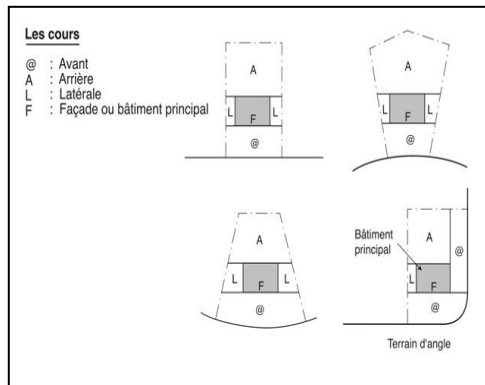 Les cours
@ : Avant
A : Arrière
L : Latérale
F : Façade ou bâtiment principal
A
L
F
L
@
A
L
F
L
@
A
L
F
L
@
Bâtiment
principal
A
@
L
F
@
Terrain d'angle